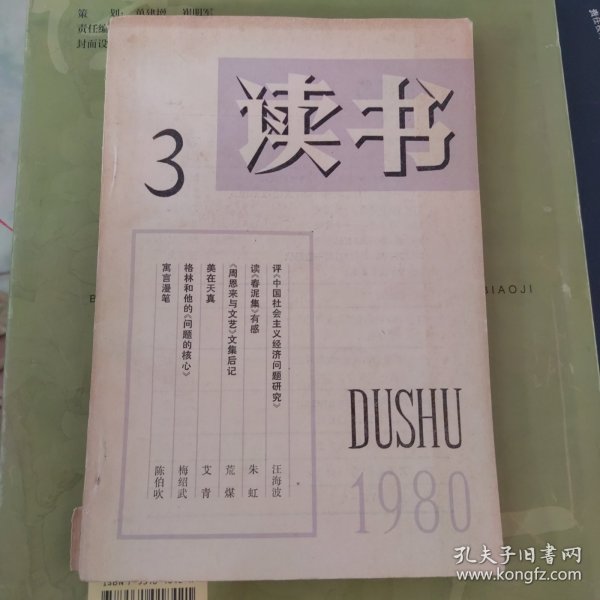 策 划：
责任编
封面设
读书
3
评《中国社会主义经济问题研究》 汪海波
读《春泥集》有感 朱虹
《周恩来与文艺》文集后记 荒煤
美在天真 艾青
格林和他的《问题的核心》 梅绍武
寓言漫笔 陈伯吹
BIAOJI
DUSHU
1980
孔夫子旧书网
www.kongfz.com